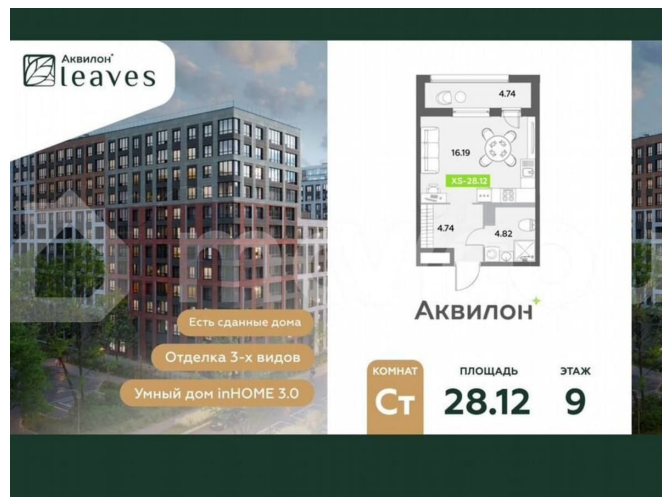 Аквилон
leaves
Есть сданные дома
Отделка 3-х видов
Умный дом inHOME 3.0
4.74
16.19
XS-28.12
4.74
4.82
Аквилон+
КОМНАТ
Ст
ПЛОЩАДЬ
28.12
ЭТАЖ
9